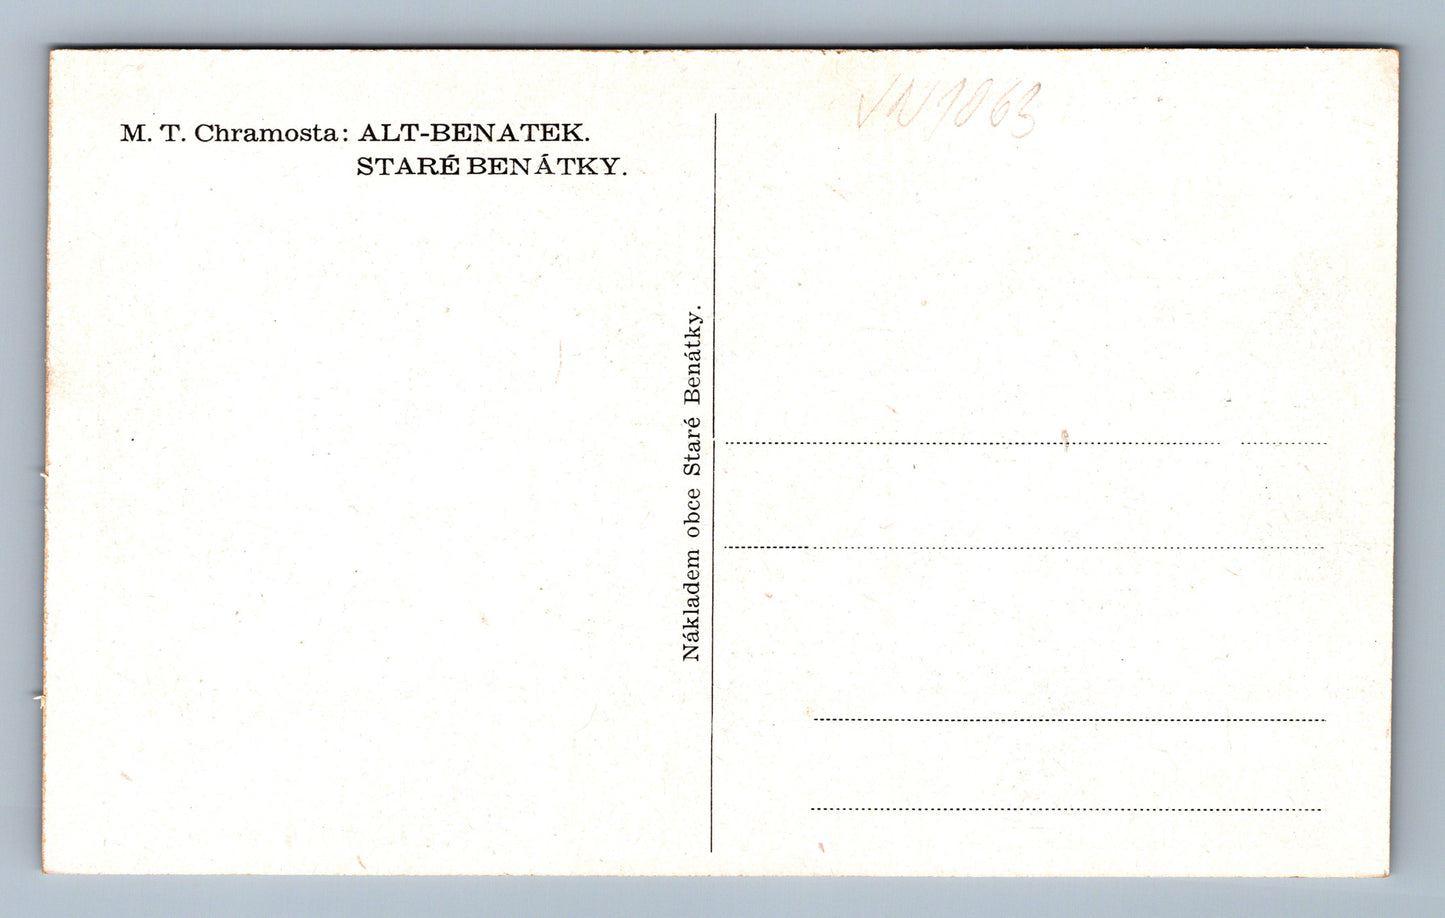 M. T. Chramosta: ALT-BENATEK.
STARÉ BENÁTKY.
Nákladem obce Staré Benátky.